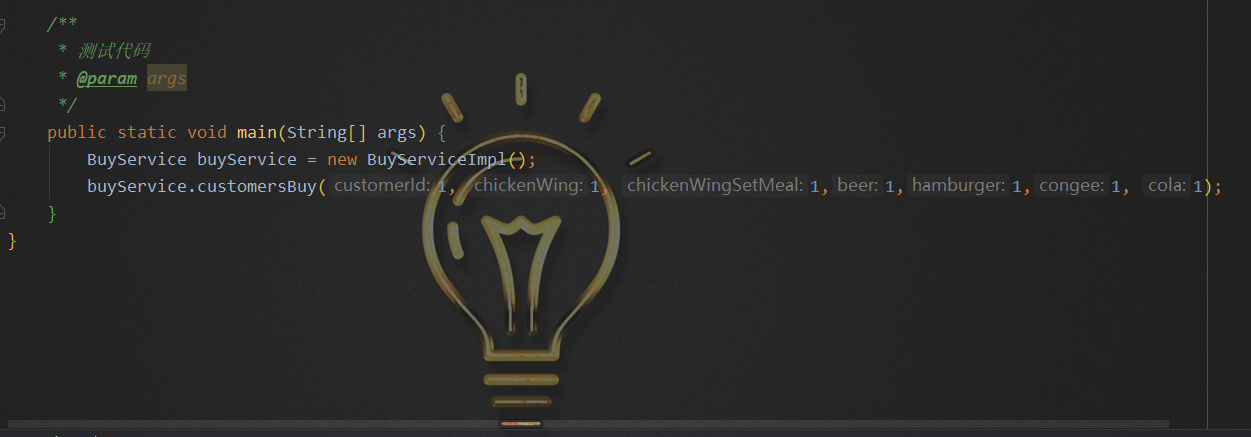 /**
* 测试代码
* @param args
*/
public static void main(String[] args) {
BuyService buyService = new BuyServiceImpl();
buyService.customersBuy( customerId: 1, chickenWing: 1, chickenWingSetMeal: 1, beer: 1, hamburger: 1, congee: 1, cola: 1);
}
}